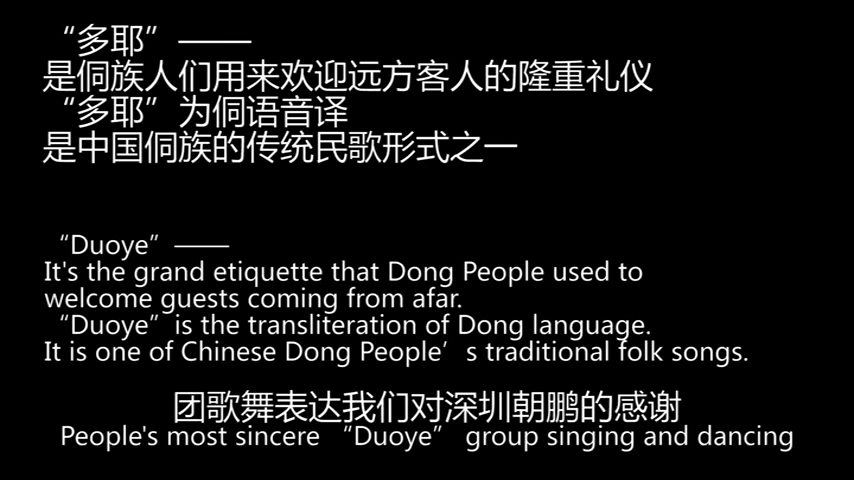 “多耶”——
是侗族人们用来欢迎远方客人的隆重礼仪
“多耶”为侗语音译
是中国侗族的传统民歌形式之一
“Duoye”——
It's the grand etiquette that Dong People used to
welcome guests coming from afar.
“Duoye”is the transliteration of Dong language.
It is one of Chinese Dong People’s traditional folk songs.
团歌舞表达我们对深圳朝鹏的感谢
People's most sincere “Duoye” group singing and dancing